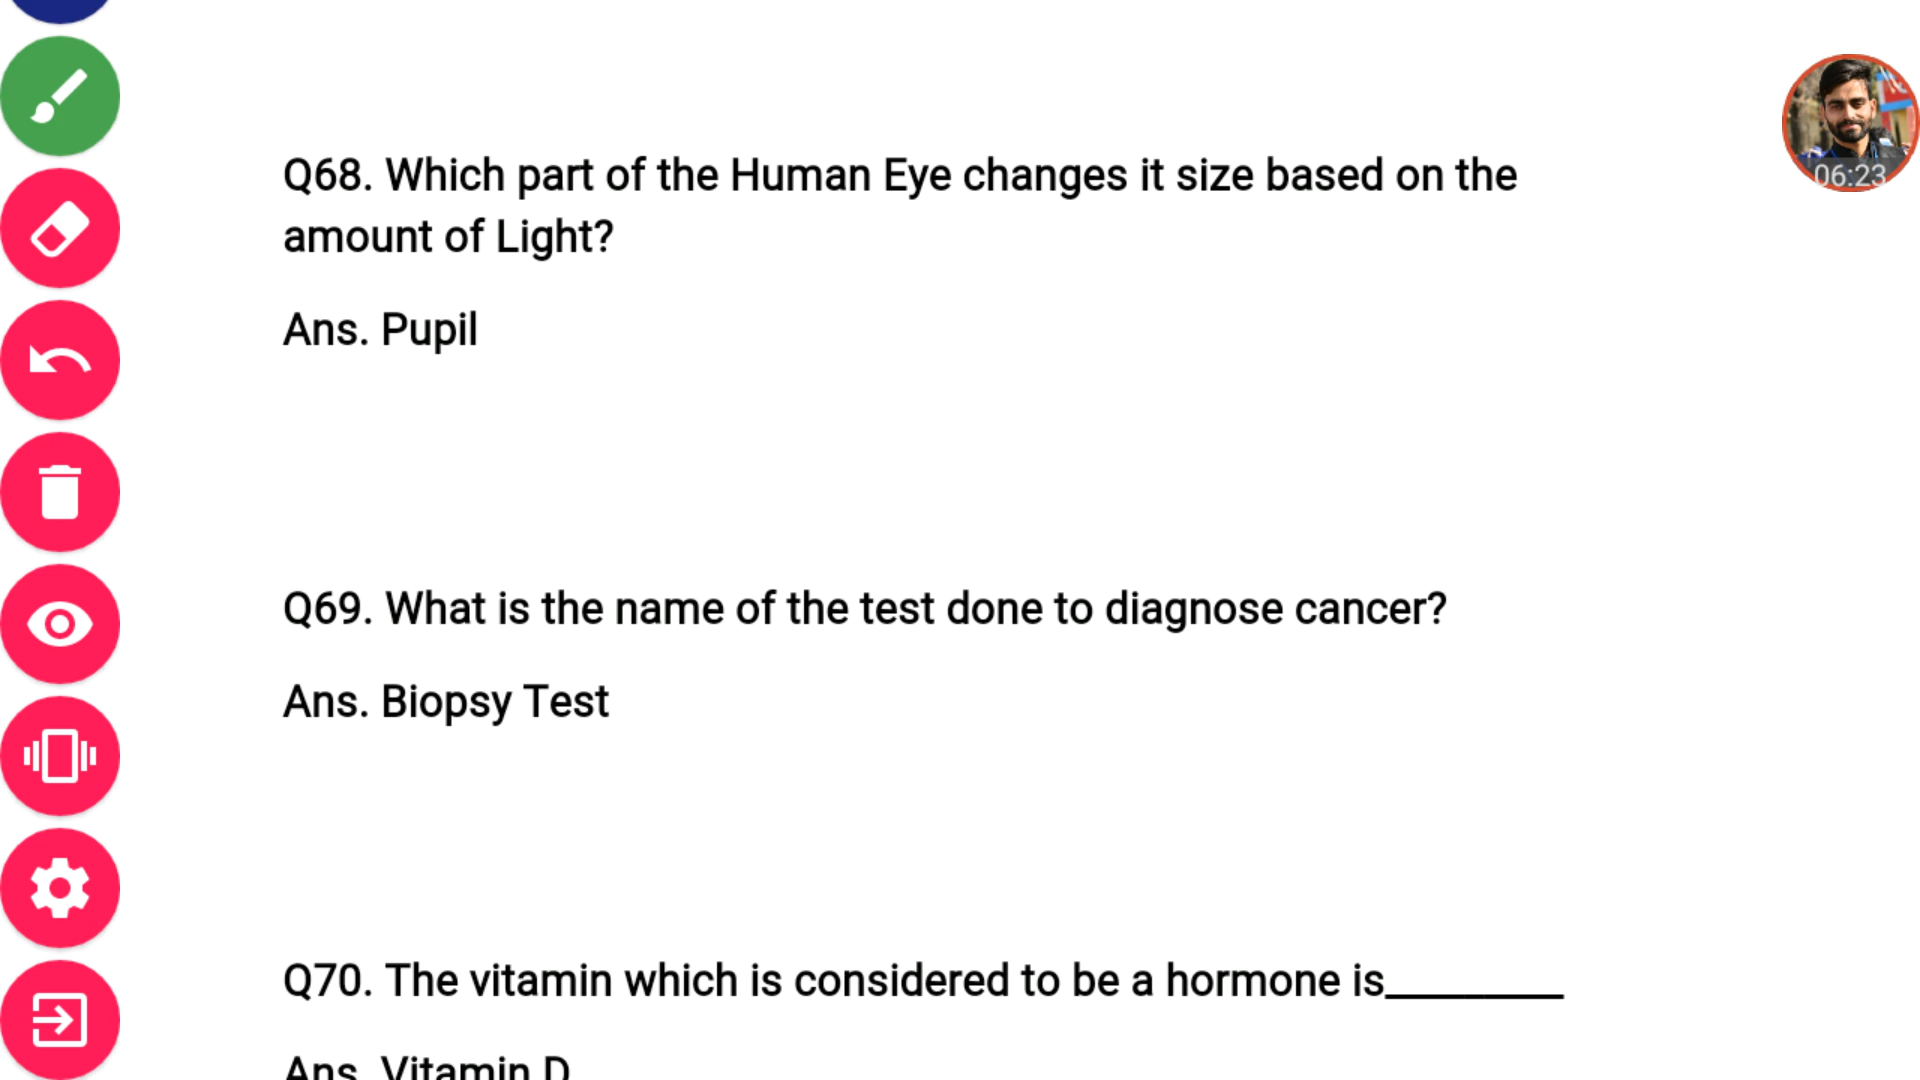 06:23
Q68. Which part of the Human Eye changes it size based on the
amount of Light?
Ans. Pupil
Q69. What is the name of the test done to diagnose cancer?
Ans. Biopsy Test
Q70. The vitamin which is considered to be a hormone is_________
Ans. Vitamin D